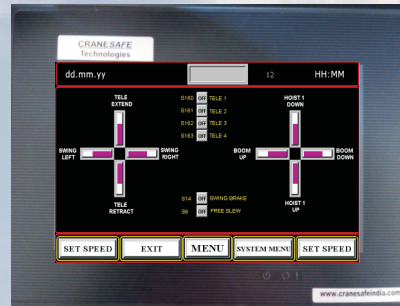 CRANESAFE
Technologies
dd.mm.yy 12 HH:MM
TELE
EXTEND
S160 OFF TELE 1
S161 OFF TELE 2
S162 OFF TELE 3
S163 OFF TELE 4
HOIST 1
DOWN
SWING
LEFT
SWING
RIGHT
BOOM
UP
BOOM
DOWN
TELE
RETRACT
S14 OFF SWING BRAKE
S6 OFF FREE SLEW
HOIST 1
UP
SET SPEED EXIT MENU SYSTEM MENU SET SPEED
www.cranesafeindia.com